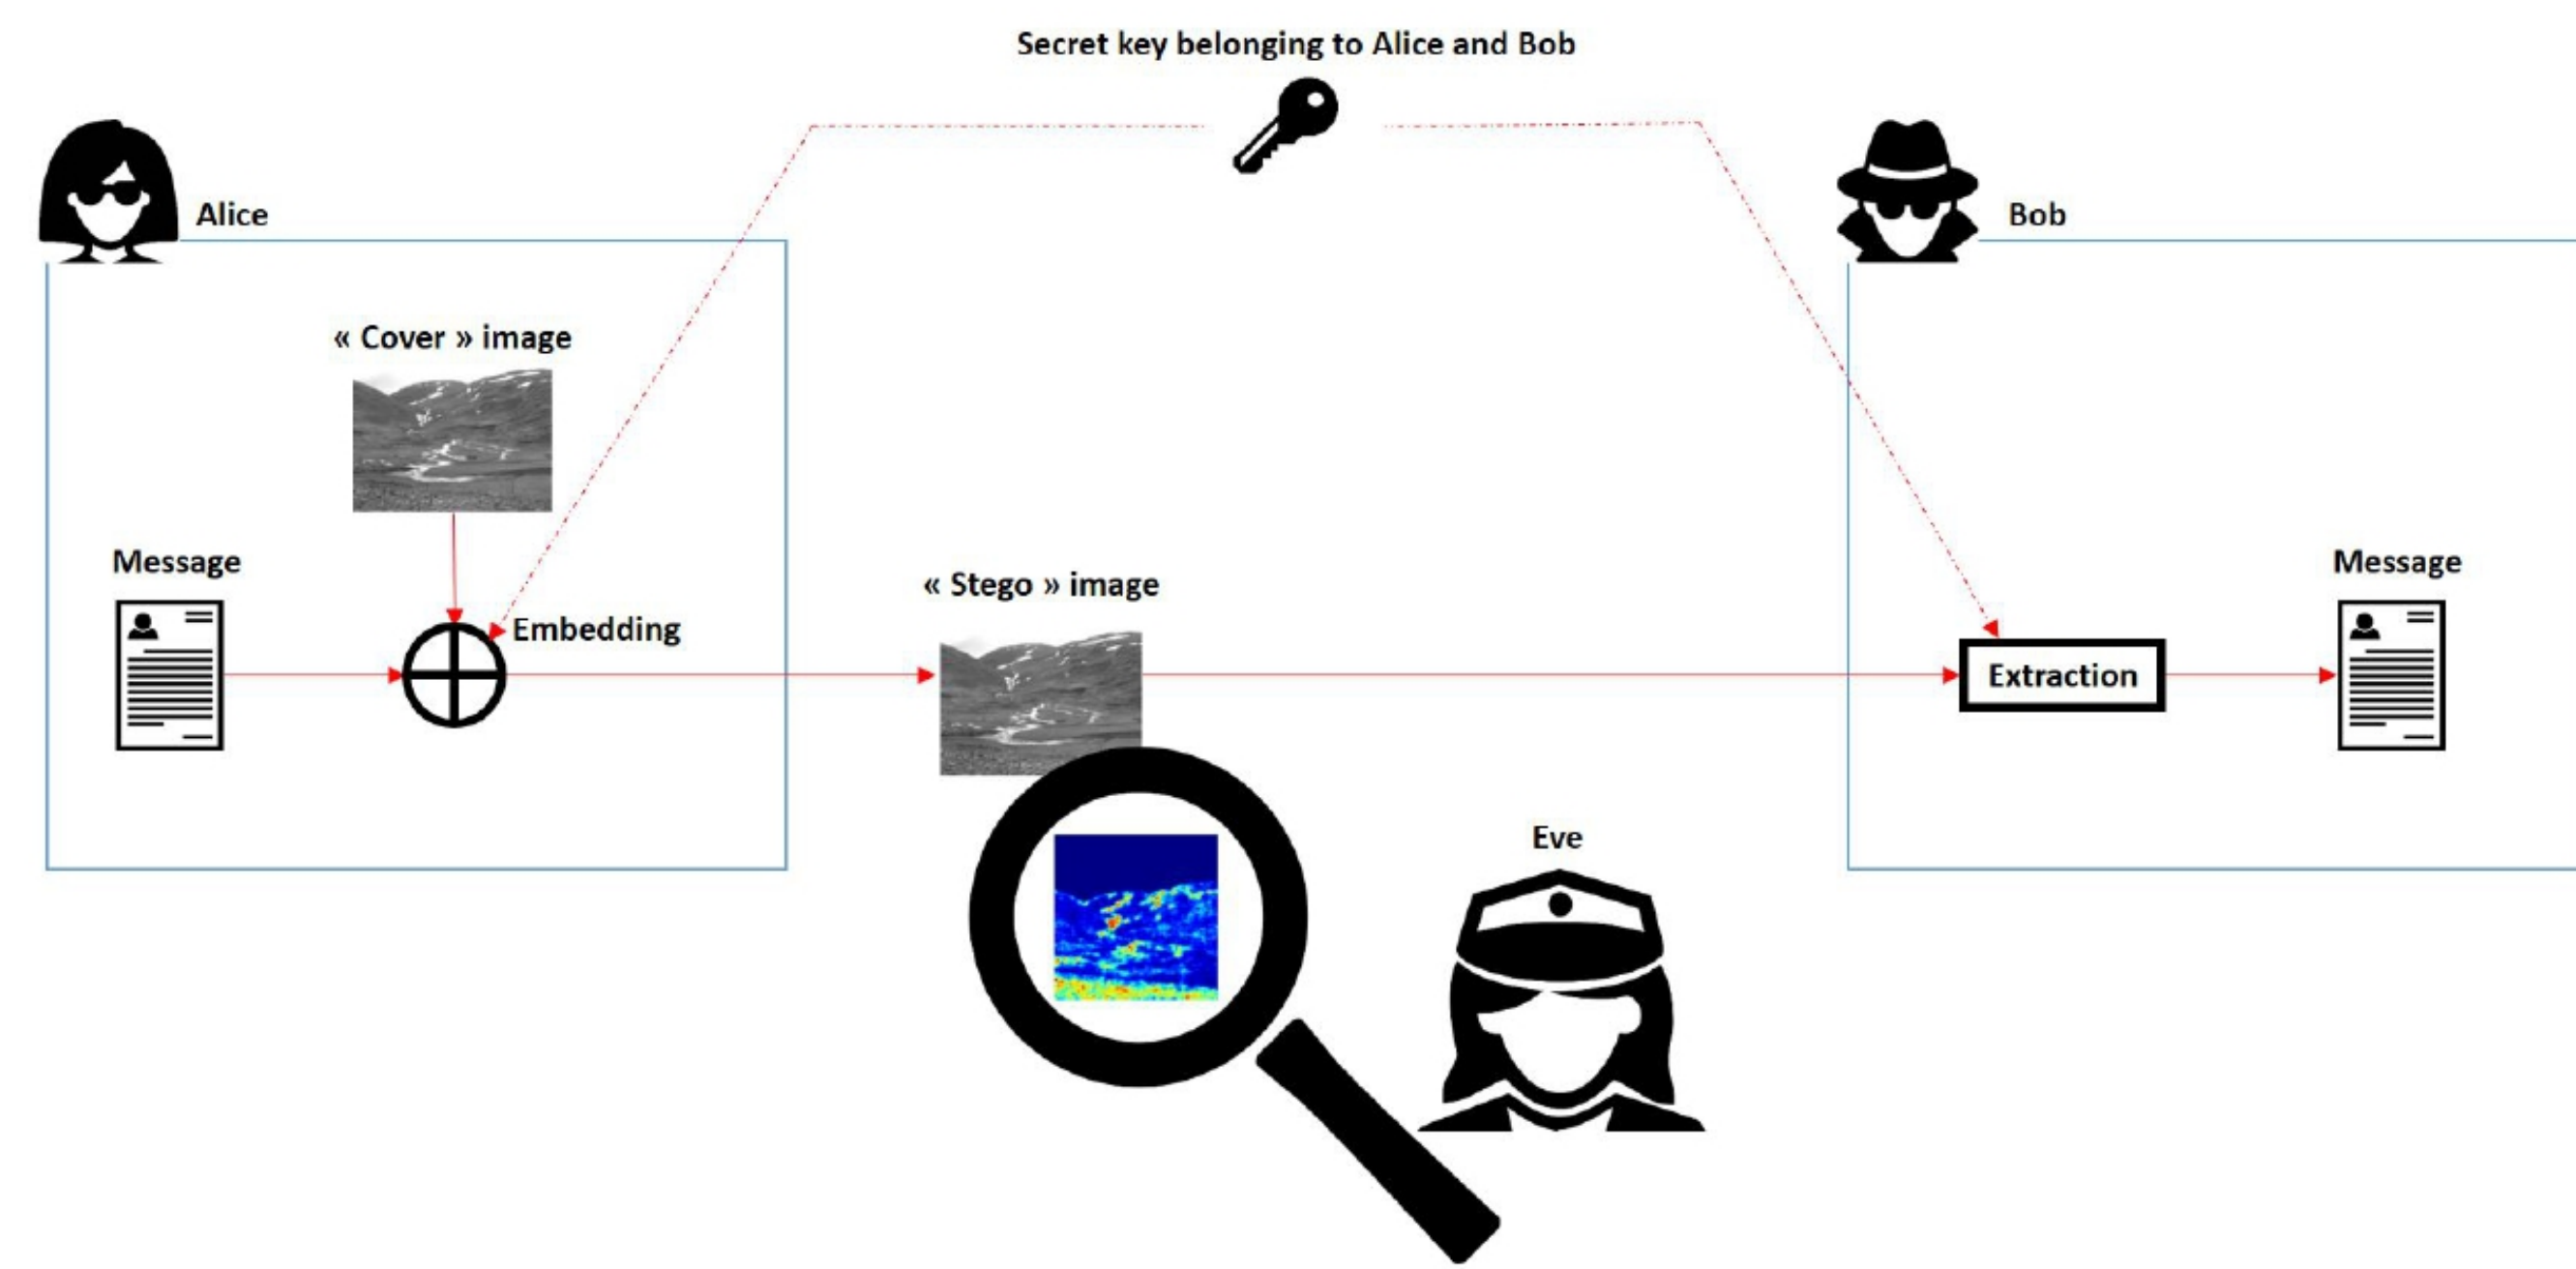 Secret key belonging to Alice and Bob
Alice
Bob
« Cover » image
Message
Embedding
« Stego » image
Message
Extraction
Eve